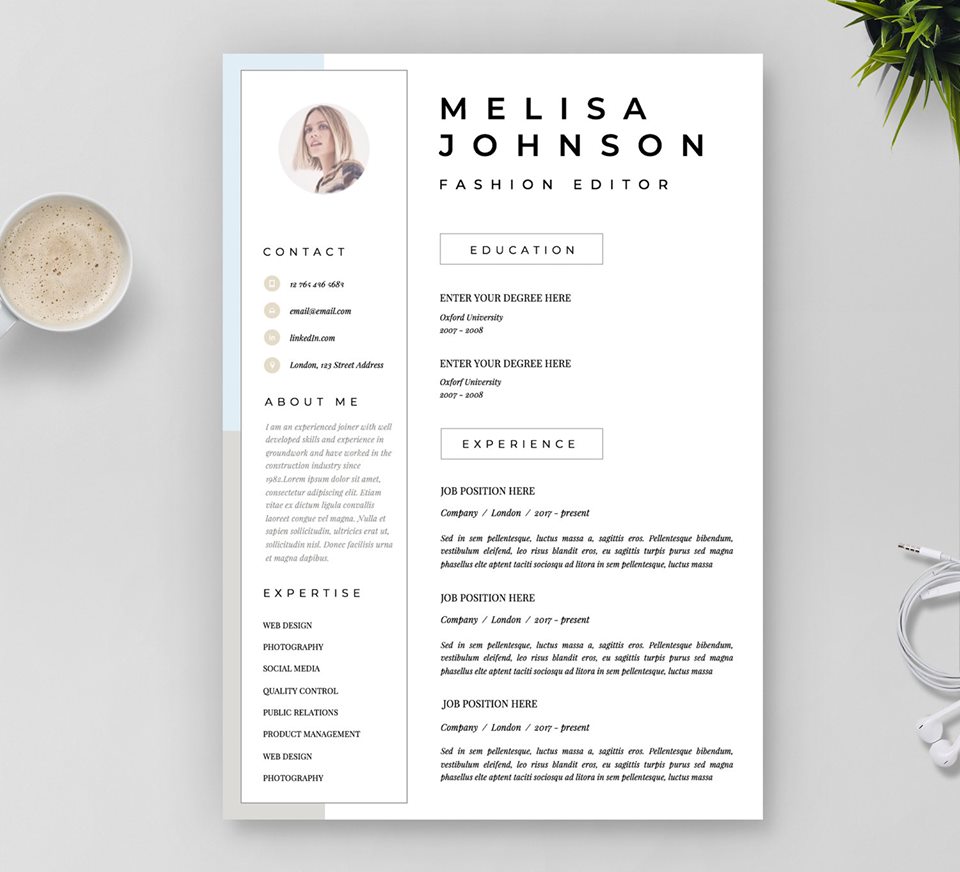 MELISA
JOHNSON
FASHION EDITOR
CONTACT
12 765 436 5683
email@email.com
linkedIn.com
London, 123 Street Address
ABOUT ME
I am an experienced joiner with well
developed skills and experience in
groundwork and have worked in the
construction industry since
1982.Lorem ipsum dolor sit amet,
consectetur adipiscing elit. Etiam
vitae ex dictum ligula convallis
laoreet congue vel magna. Nulla et
sapien sollicitudin, ultricies erat ut,
sollicitudin nisl. Donec facilisis urna
et magna dapibus.
EXPERTISE
WEB DESIGN
PHOTOGRAPHY
SOCIAL MEDIA
QUALITY CONTROL
PUBLIC RELATIONS
PRODUCT MANAGEMENT
WEB DESIGN
PHOTOGRAPHY
EDUCATION
ENTER YOUR DEGREE HERE
Oxford University
2007 - 2008
ENTER YOUR DEGREE HERE
Oxforf University
2007 - 2008
EXPERIENCE
JOB POSITION HERE
Company / London / 2017 - present
Sed in sem pellentesque, luctus massa a, sagittis eros. Pellentesque bibendum,
vestibulum eleifend, leo risus blandit eros, eu sagittis turpis purus sed magna
phasellus elte aptent taciti sociosqu ad litora in sem pellentesque, luctus massa
JOB POSITION HERE
Company / London / 2017 - present
Sed in sem pellentesque, luctus massa a, sagittis eros. Pellentesque bibendum,
vestibulum eleifend, leo risus blandit eros, eu sagittis turpis purus sed magna
phasellus elte aptent taciti sociosqu ad litora in sem pellentesque, luctus massa
JOB POSITION HERE
Company / London / 2017 - present
Sed in sem pellentesque, luctus massa a, sagittis eros. Pellentesque bibendum,
vestibulum eleifend, leo risus blandit eros, eu sagittis turpis purus sed magna
phasellus elte aptent taciti sociosqu ad litora in sem pellentesque, luctus massa